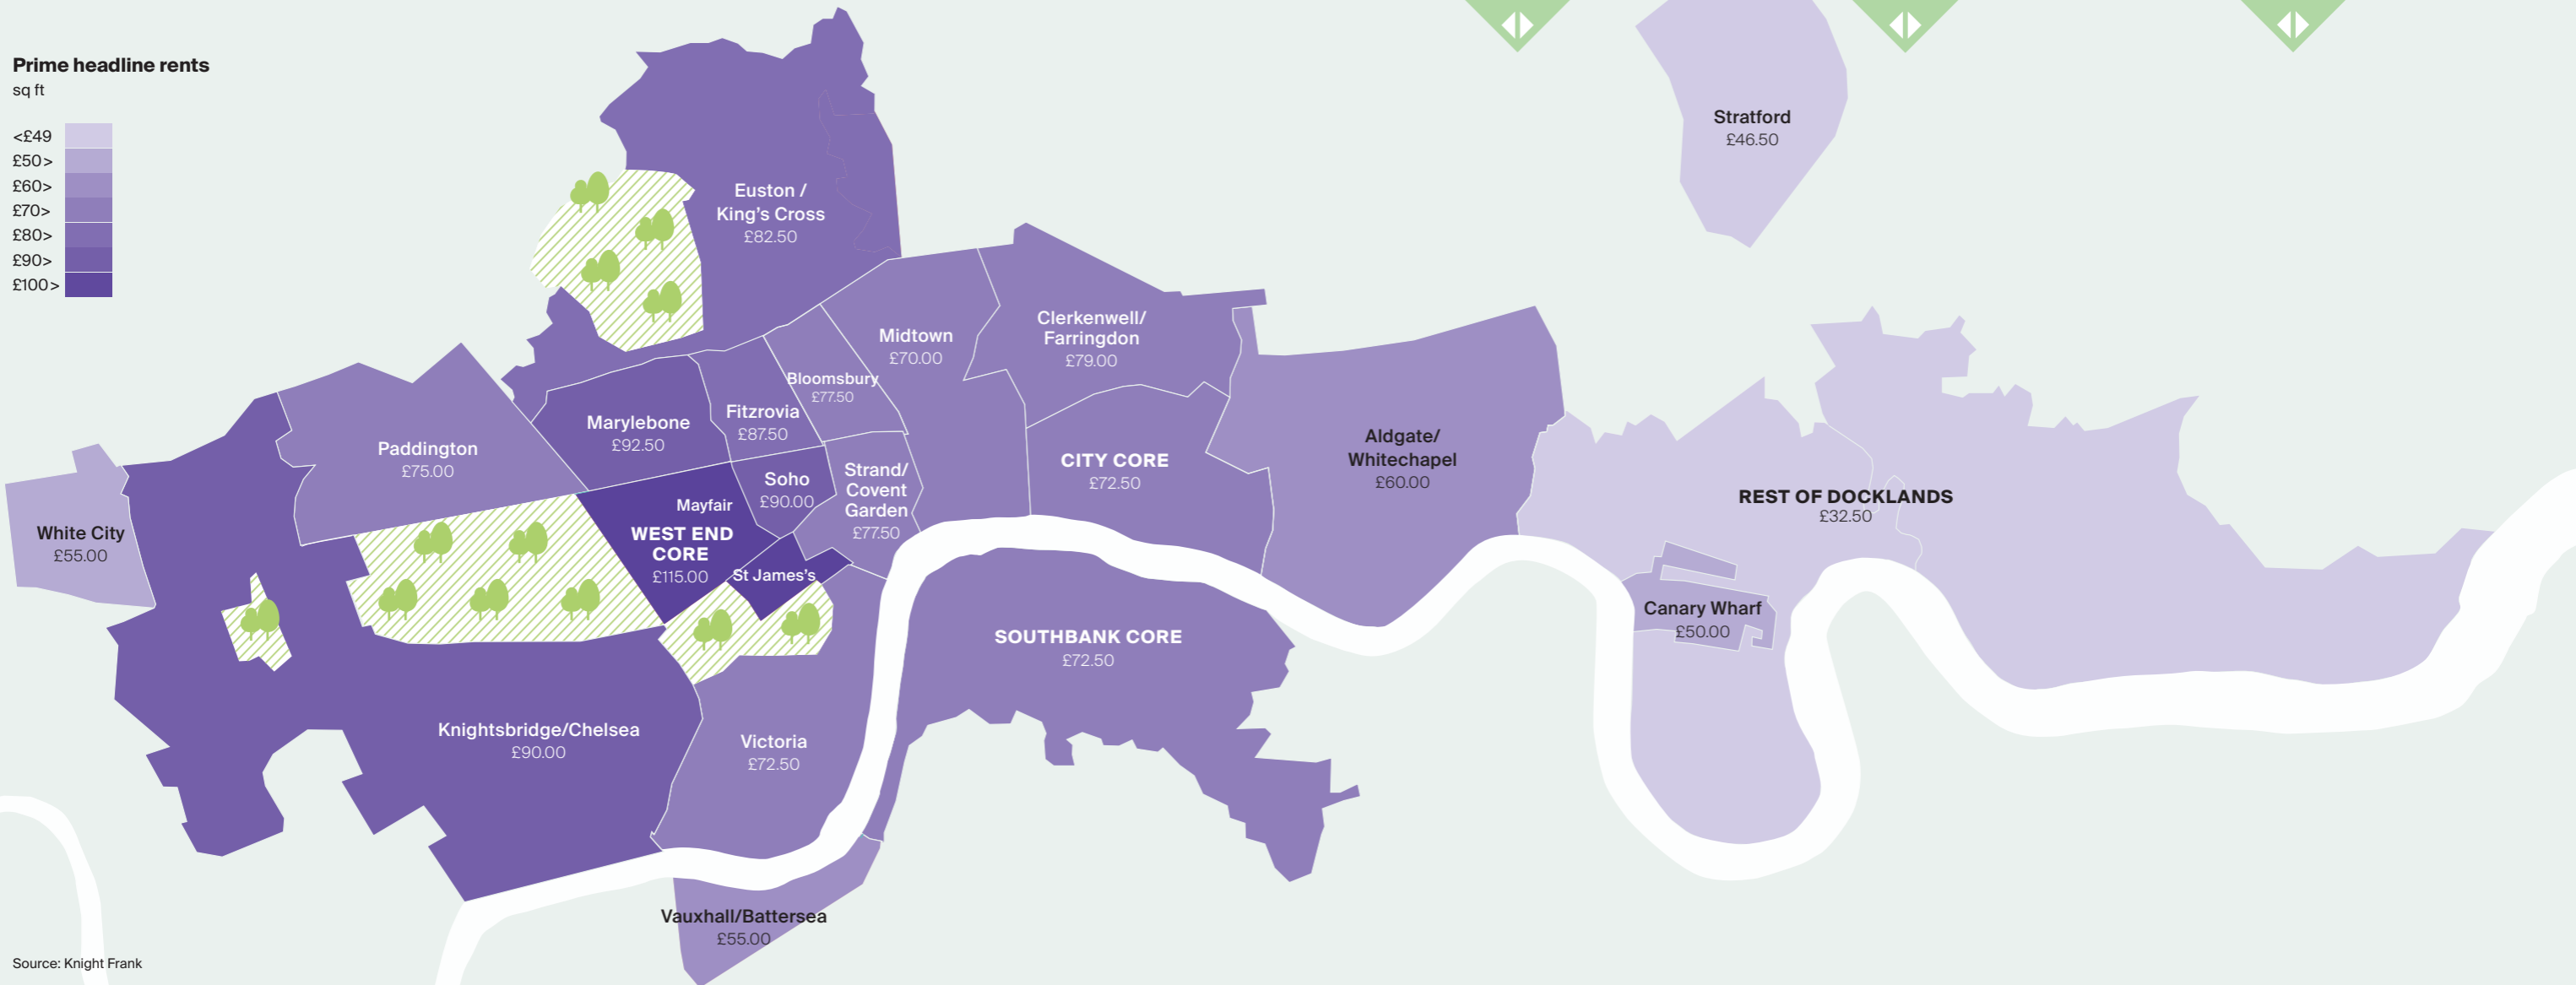 Prime headline rents
sq ft
<£49
£50>
£60>
£70>
£80>
£90>
£100>
Stratford
£46.50
Euston /
King’s Cross
£82.50
Midtown
£70.00
Clerkenwell/
Farringdon
£79.00
Bloomsbury
£77.50
Fitzrovia
£87.50
Marylebone
£92.50
Paddington
£75.00
White City
£55.00
Mayfair
WEST END
CORE
£115.00
St James’s
Soho
£90.00
Strand/
Covent
Garden
£77.50
CITY CORE
£72.50
Aldgate/
Whitechapel
£60.00
REST OF DOCKLANDS
£32.50
Canary Wharf
£50.00
SOUTHBANK CORE
£72.50
Knightsbridge/Chelsea
£90.00
Victoria
£72.50
Vauxhall/Battersea
£55.00
Source: Knight Frank